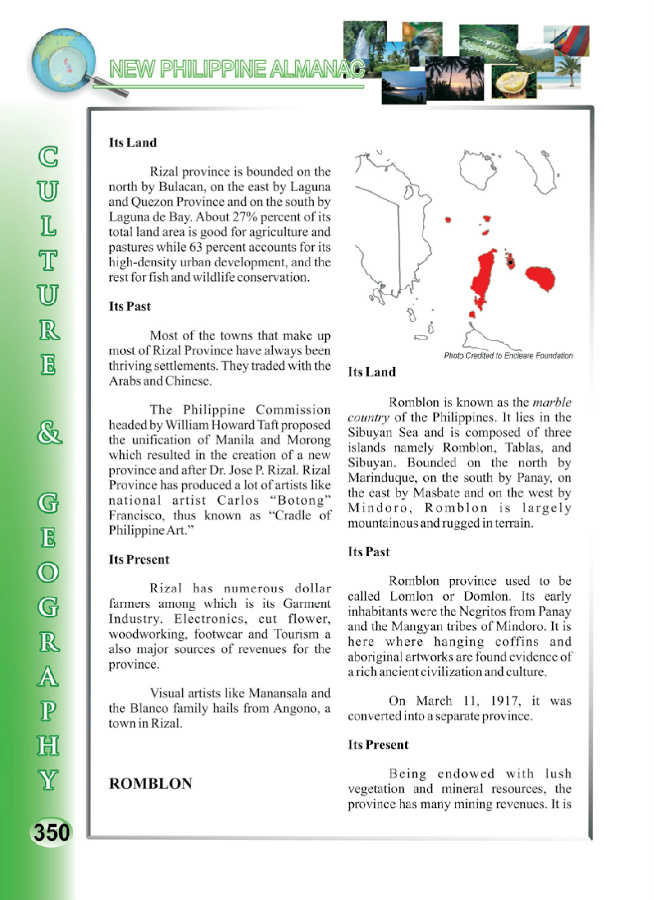 NEW PHILIPPINE ALMANAC
CULTURE & GEOGRAPHY
Its Land
Rizal province is bounded on the
north by Bulacan, on the east by Laguna
and Quezon Province and on the south by
Laguna de Bay. About 27% percent of its
total land area is good for agriculture and
pastures while 63 percent accounts for its
high-density urban development, and the
rest for fish and wildlife conservation.
Its Past
Most of the towns that make up
most of Rizal Province have always been
thriving settlements. They traded with the
Arabs and Chinese.
The Philippine Commission
headed by William Howard Taft proposed
the unification of Manila and Morong
which resulted in the creation of a new
province and after Dr. Jose P. Rizal. Rizal
Province has produced a lot of artists like
national artist Carlos “Botong”
Francisco, thus known as “Cradle of
Philippine Art.”
Its Present
Rizal has numerous dollar
farmers among which is its Garment
Industry. Electronics, cut flower,
woodworking, footwear and Tourism a
also major sources of revenues for the
province.
Visual artists like Manansala and
the Blanco family hails from Angono, a
town in Rizal.
ROMBLON
Photo Credited to Encleare Foundation
Its Land
Romblon is known as the marble
country of the Philippines. It lies in the
Sibuyan Sea and is composed of three
islands namely Romblon, Tablas, and
Sibuyan. Bounded on the north by
Marinduque, on the south by Panay, on
the east by Masbate and on the west by
Mindoro, Romblon is largely
mountainous and rugged in terrain.
Its Past
Romblon province used to be
called Lomlon or Domlon. Its early
inhabitants were the Negritos from Panay
and the Mangyan tribes of Mindoro. It is
here where hanging coffins and
aboriginal artworks are found evidence of
a rich ancient civilization and culture.
On March 11, 1917, it was
converted into a separate province.
Its Present
Being endowed with lush
vegetation and mineral resources, the
province has many mining revenues. It is
350